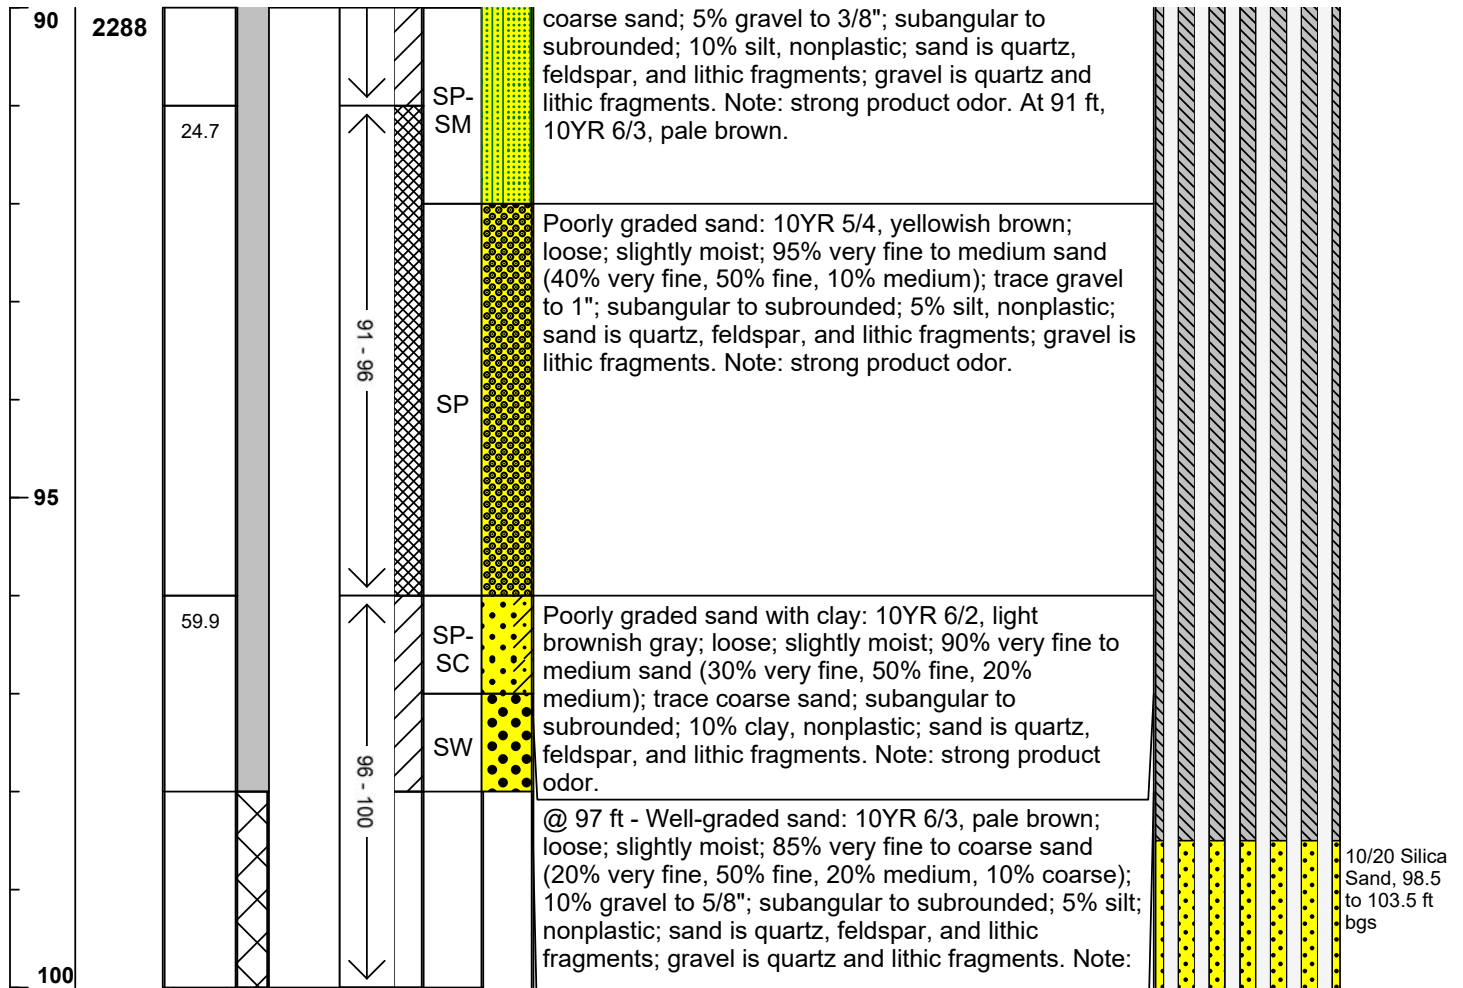 90
2288
coarse sand; 5% gravel to 3/8"; subangular to
subrounded; 10% silt, nonplastic; sand is quartz,
feldspar, and lithic fragments; gravel is quartz and
lithic fragments. Note: strong product odor. At 91 ft,
10YR 6/3, pale brown.
SP-
SM
24.7
91 - 96
SP
Poorly graded sand: 10YR 5/4, yellowish brown;
loose; slightly moist; 95% very fine to medium sand
(40% very fine, 50% fine, 10% medium); trace gravel
to 1"; subangular to subrounded; 5% silt, nonplastic;
sand is quartz, feldspar, and lithic fragments; gravel is
lithic fragments. Note: strong product odor.
95
59.9
SP-
SC
Poorly graded sand with clay: 10YR 6/2, light
brownish gray; loose; slightly moist; 90% very fine to
medium sand (30% very fine, 50% fine, 20%
medium); trace coarse sand; subangular to
subrounded; 10% clay, nonplastic; sand is quartz,
feldspar, and lithic fragments. Note: strong product
odor.
SW
96 - 100
@ 97 ft - Well-graded sand: 10YR 6/3, pale brown;
loose; slightly moist; 85% very fine to coarse sand
(20% very fine, 50% fine, 20% medium, 10% coarse);
10% gravel to 5/8"; subangular to subrounded; 5% silt;
nonplastic; sand is quartz, feldspar, and lithic
fragments; gravel is quartz and lithic fragments. Note:
10/20 Silica
Sand, 98.5
to 103.5 ft
bgs
100